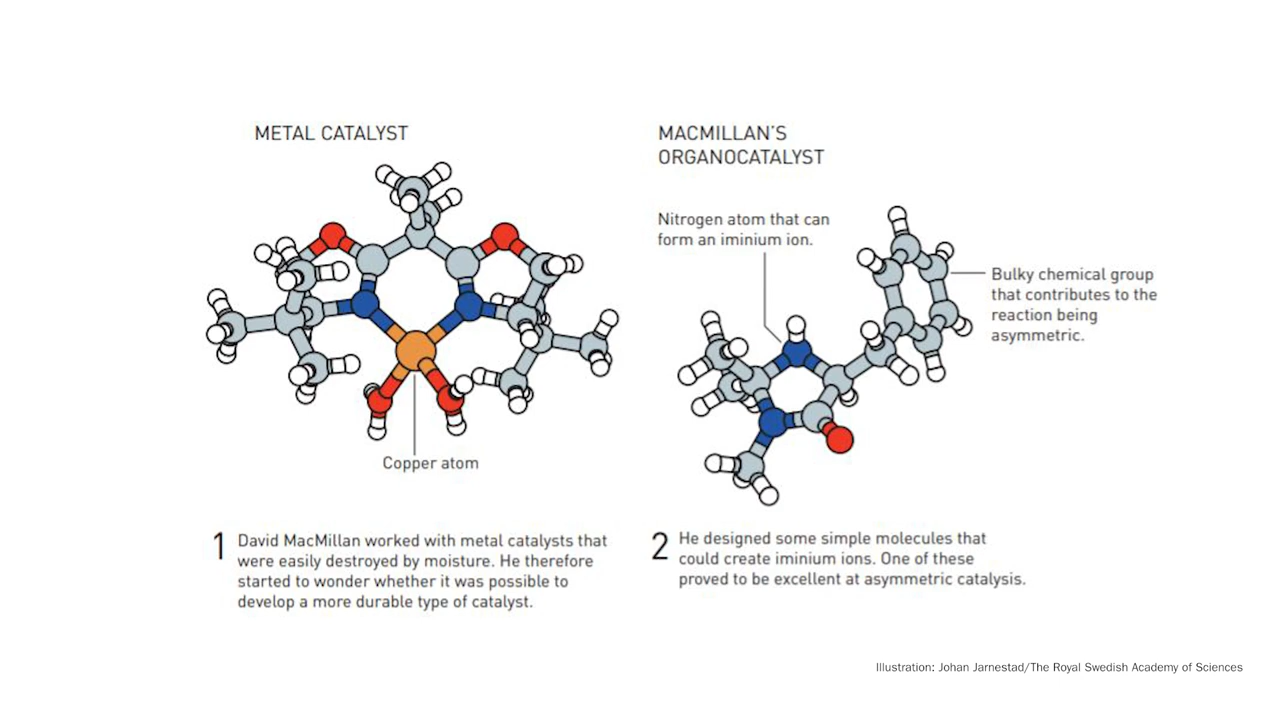 METAL CATALYST
Copper atom
1 David MacMillan worked with metal catalysts that
were easily destroyed by moisture. He therefore
started to wonder whether it was possible to
develop a more durable type of catalyst.
MACMILLAN'S
ORGANOCATALYST
Nitrogen atom that can
form an iminium ion.
Bulky chemical group
that contributes to the
reaction being
asymmetric.
2 He designed some simple molecules that
could create iminium ions. One of these
proved to be excellent at asymmetric catalysis.
Illustration: Johan Jarnestad/The Royal Swedish Academy of Sciences